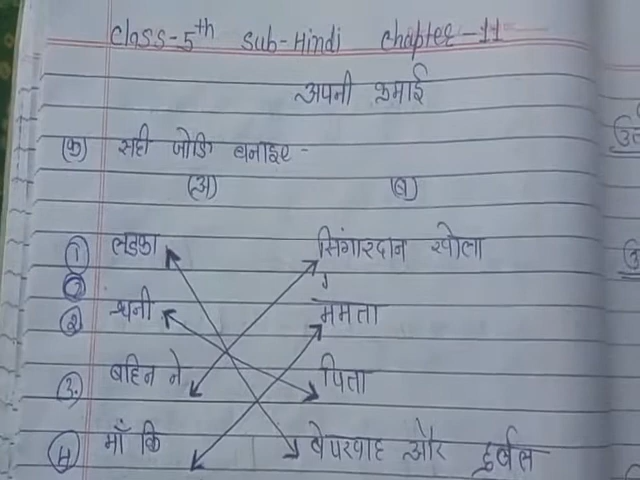 Class-5th Sub-Hindi Chapter-11
अपनी कमाई
(क) सही जोकि बनाइए -
(अ) (ब)
① लडका सिंगारदान खोला
② धनी ममता
③. बहिन ने पिता
④ माँ कि बेपरवाह और दुर्बल